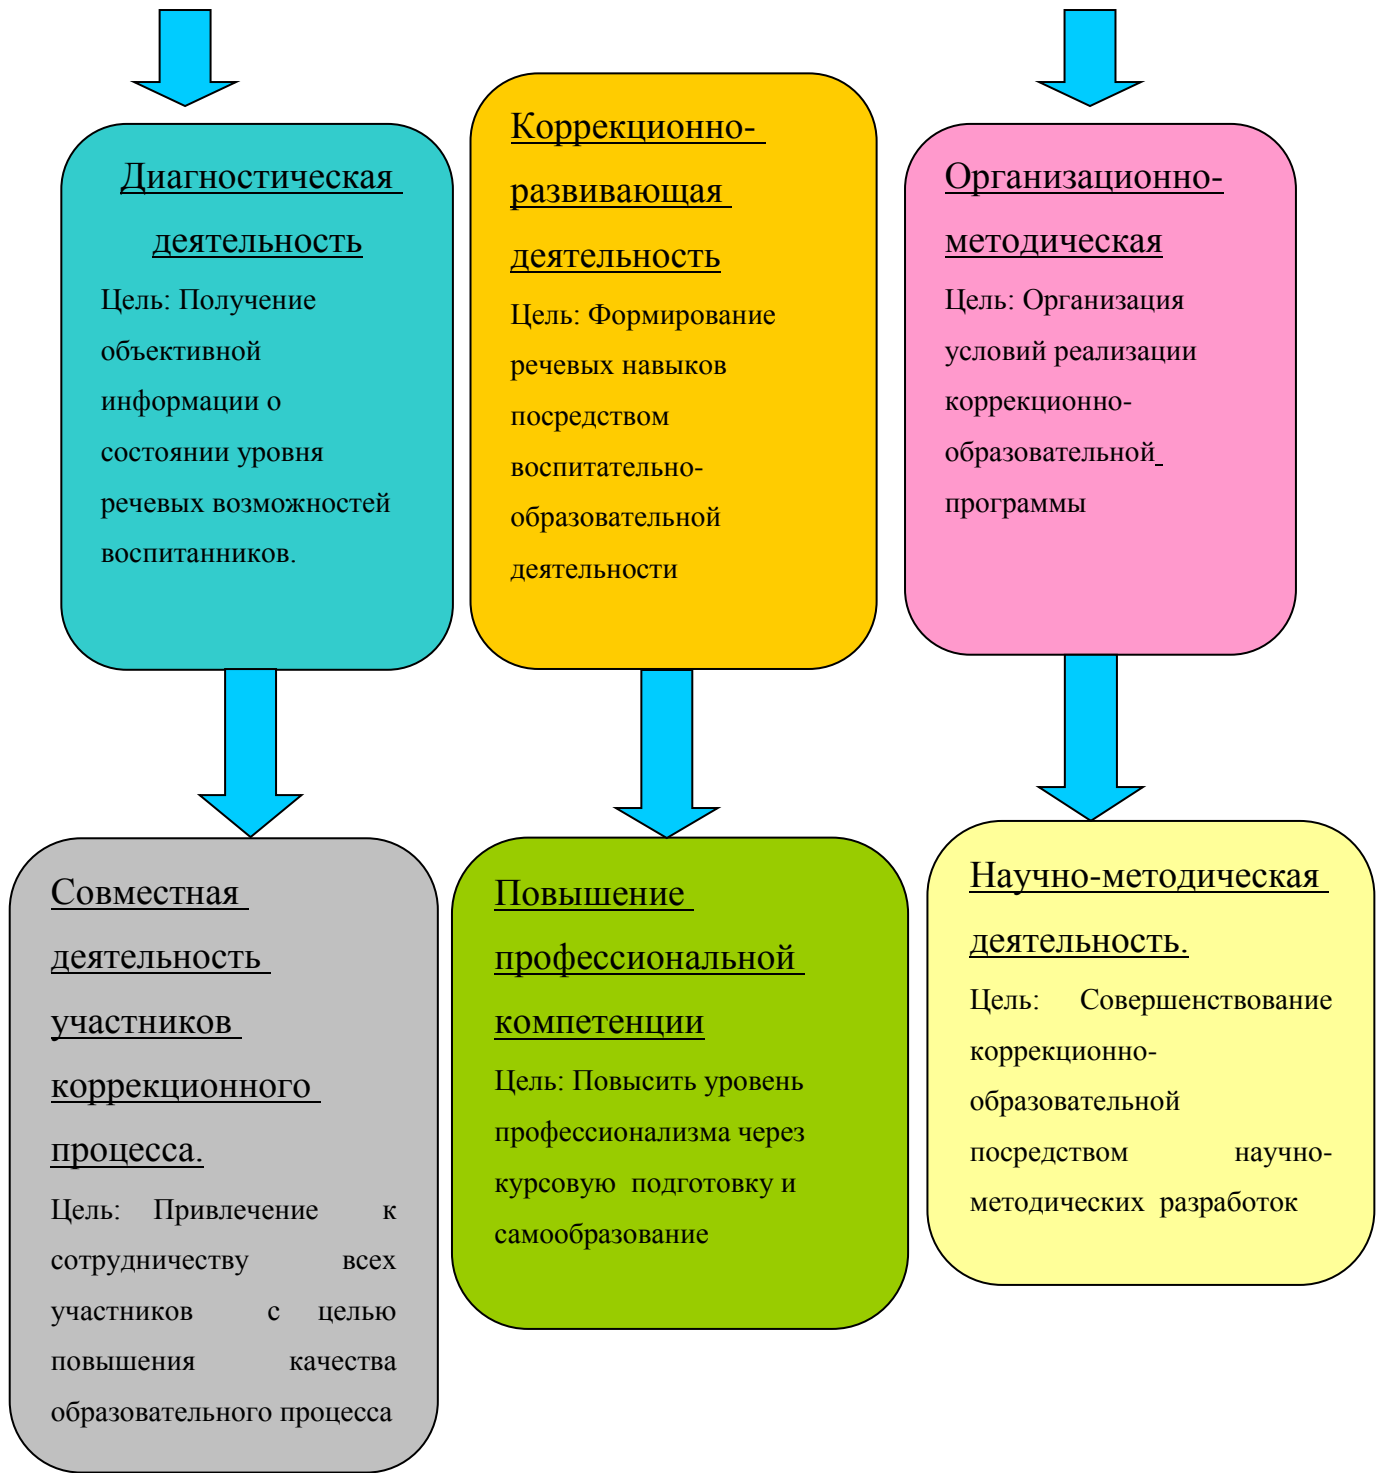 Диагностическая
деятельность
Цель: Получение
объективной
информации о
состоянии уровня
речевых возможностей
воспитанников.
Коррекционно-
развивающая
деятельность
Цель: Формирование
речевых навыков
посредством
воспитательно-
образовательной
деятельности
Организационно-
методическая
Цель: Организация
условий реализации
коррекционно-
образовательной
программы
Совместная
деятельность
участников
коррекционного
процесса.
Цель: Привлечение к
сотрудничеству всех
участников с целью
повышения качества
образовательного процесса
Повышение
профессиональной
компетенции
Цель: Повысить уровень
профессионализма через
курсовую подготовку и
самообразование
Научно-методическая
деятельность.
Цель: Совершенствование
коррекционно-
образовательной
посредством научно-
методических разработок